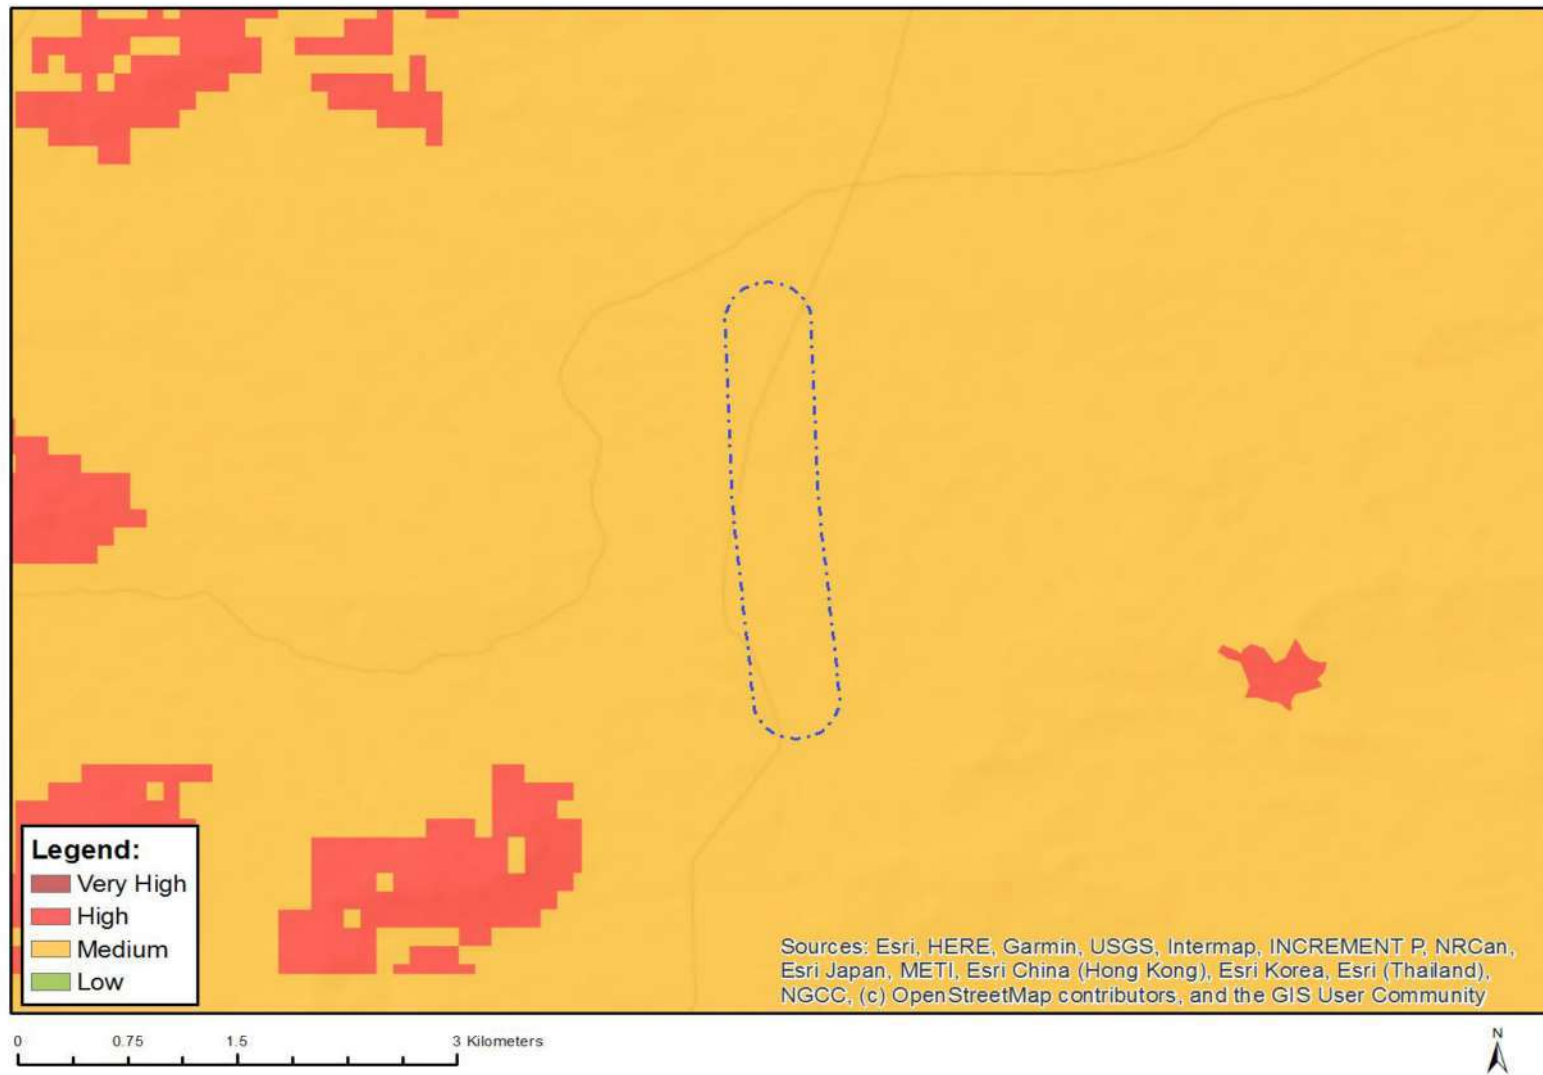 Legend:
Very High
High
Medium
Low
Sources: Esri, HERE, Garmin, USGS, Intermap, INCREMENT P, NRCan,
Esri Japan, METI, Esri China (Hong Kong), Esri Korea, Esri (Thailand),
NGCC, (c) OpenStreetMap contributors, and the GIS User Community
0 0.75 1.5 3 Kilometers
N